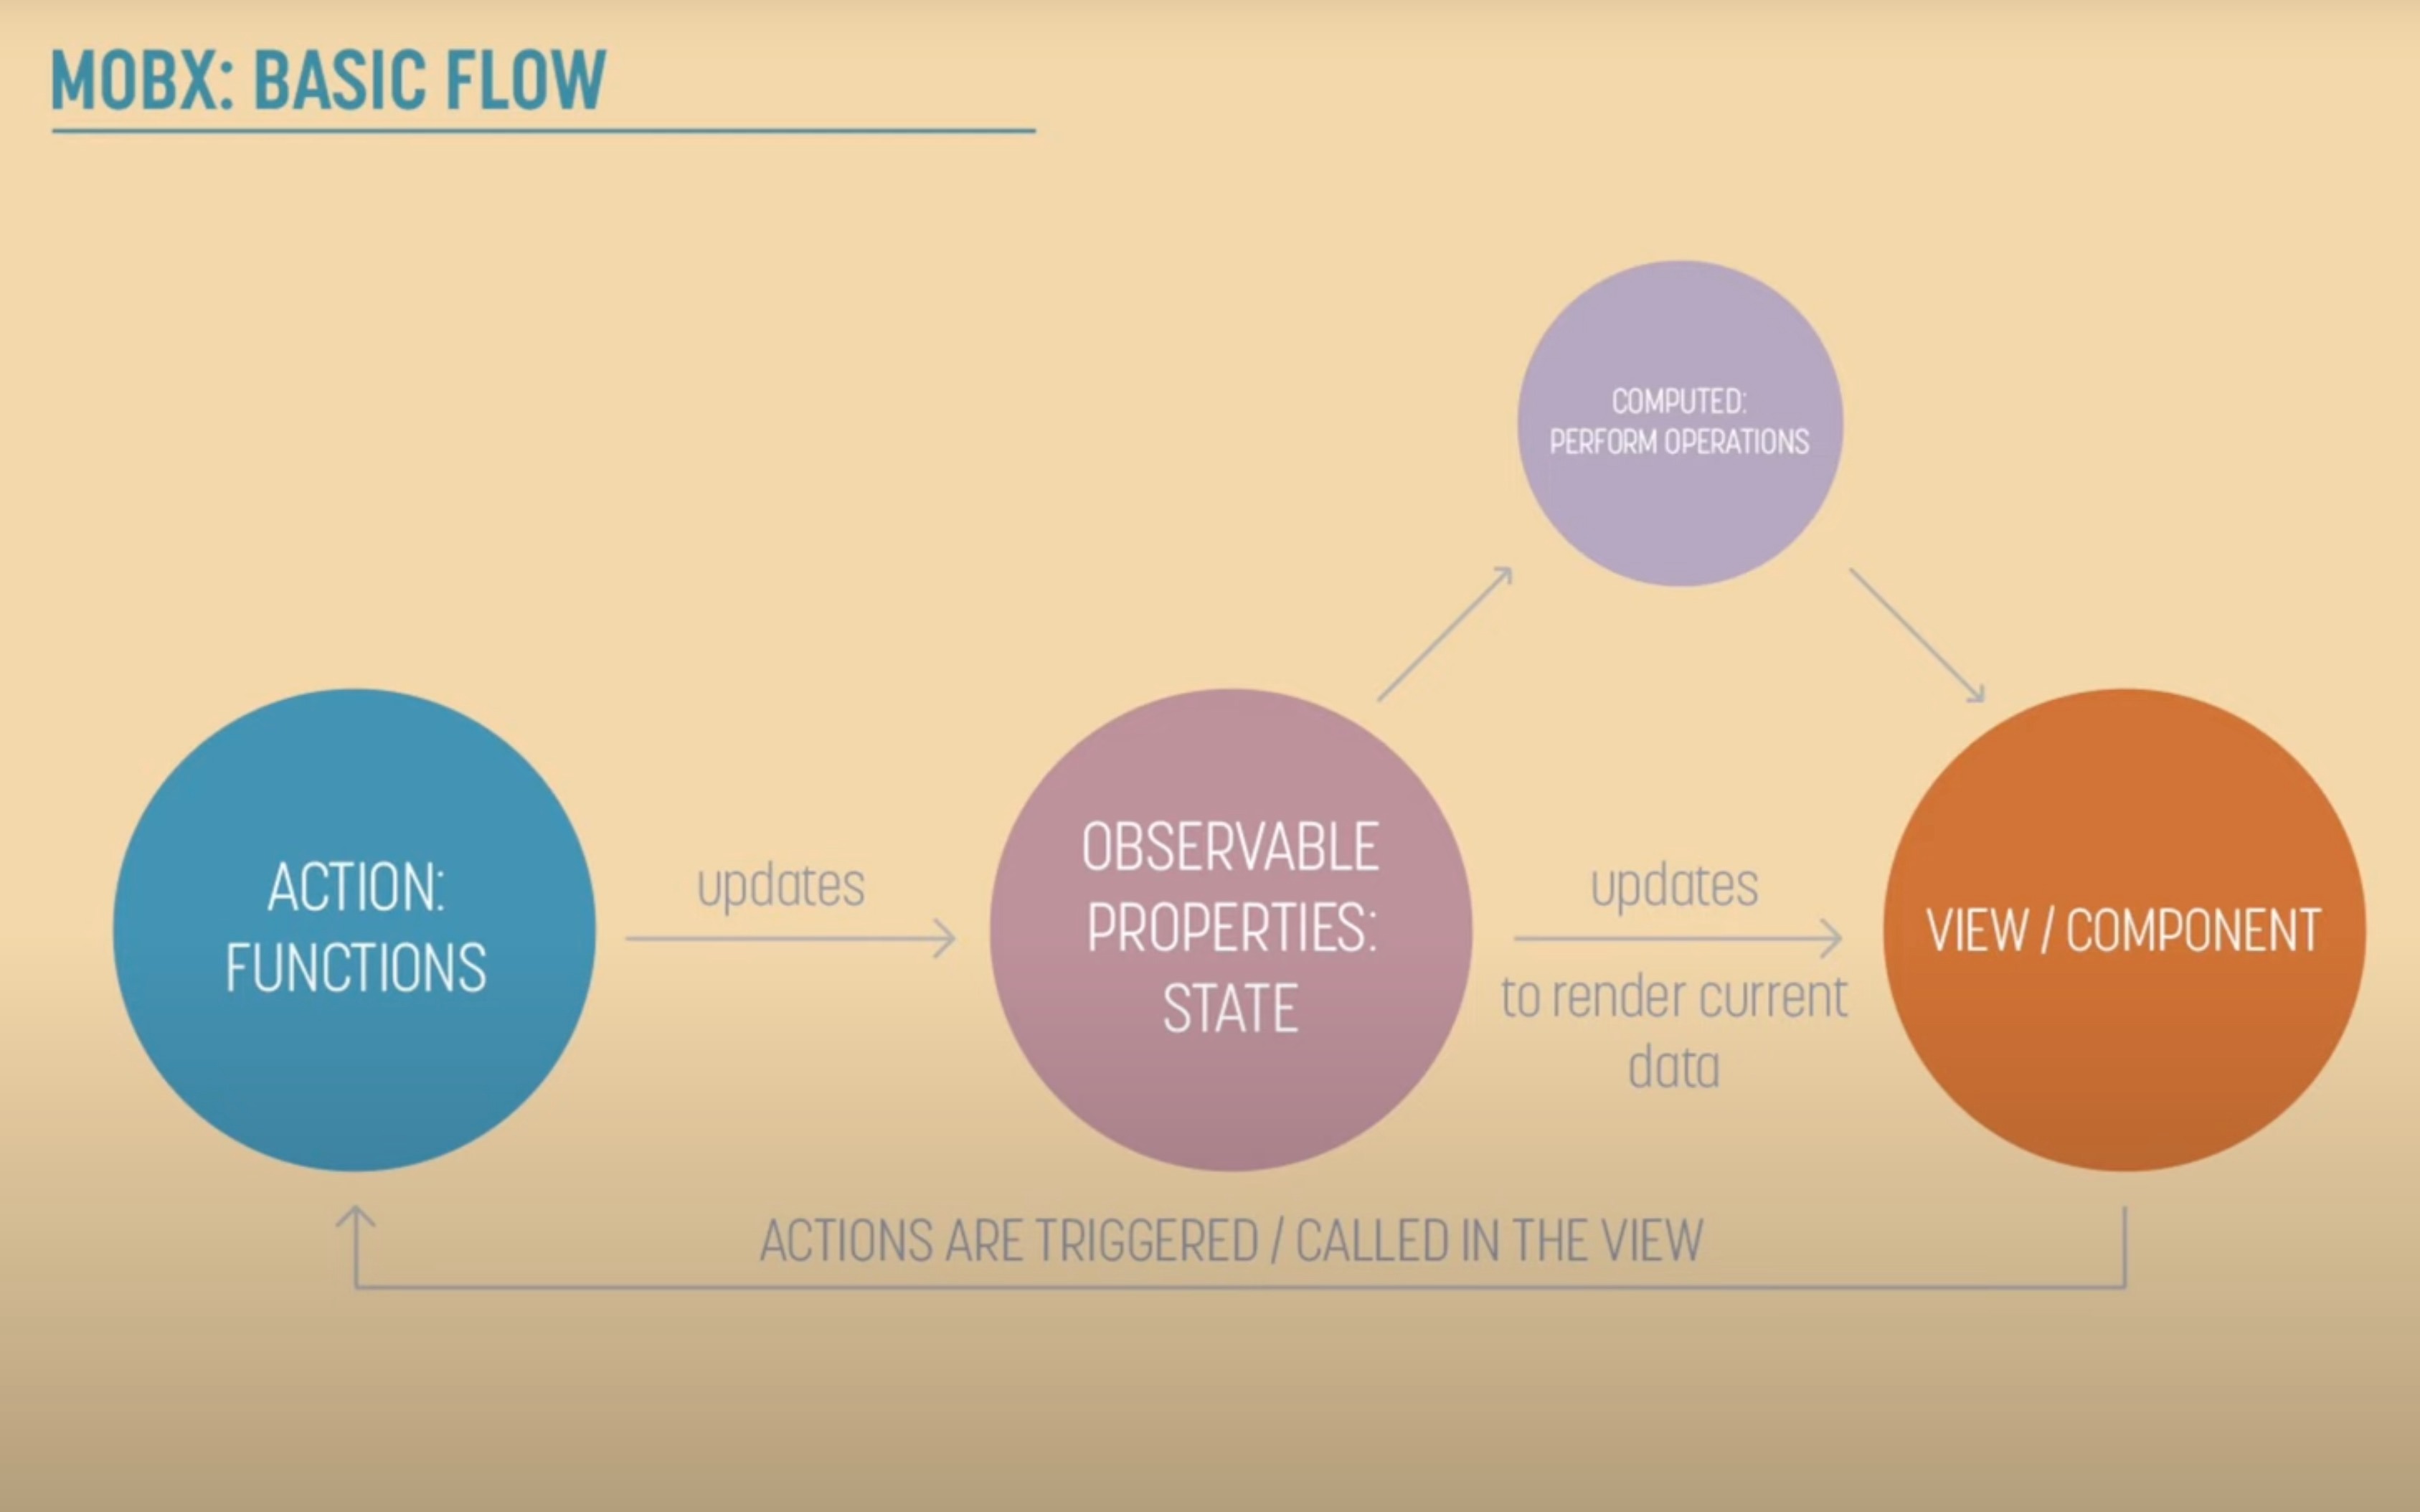 MOBX: BASIC FLOW
COMPUTED:
PERFORM OPERATIONS
ACTION:
FUNCTIONS
updates
OBSERVABLE
PROPERTIES:
STATE
updates
to render current
data
VIEW / COMPONENT
ACTIONS ARE TRIGGERED / CALLED IN THE VIEW